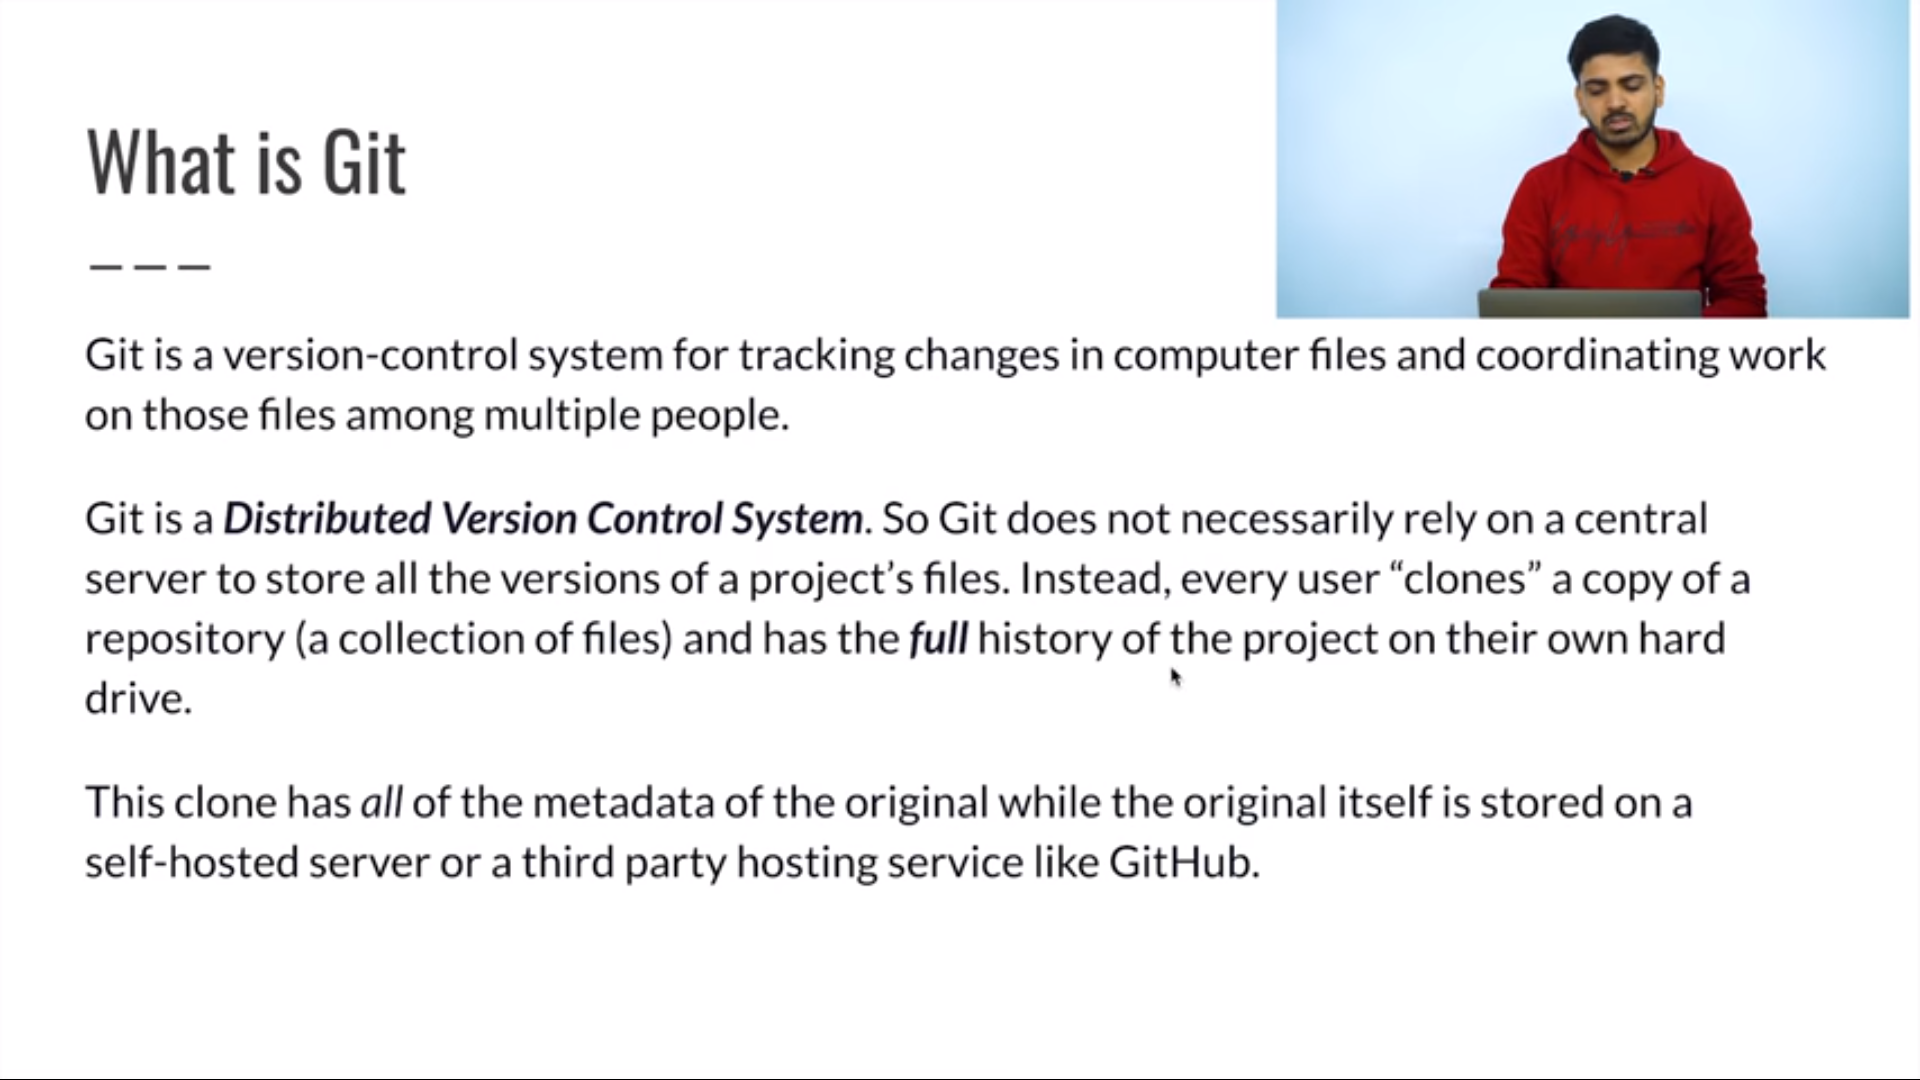 What is Git
Git is a version-control system for tracking changes in computer files and coordinating work
on those files among multiple people.
Git is a Distributed Version Control System. So Git does not necessarily rely on a central
server to store all the versions of a project’s files. Instead, every user “clones” a copy of a
repository (a collection of files) and has the full history of the project on their own hard
drive.
This clone has all of the metadata of the original while the original itself is stored on a
self-hosted server or a third party hosting service like GitHub.